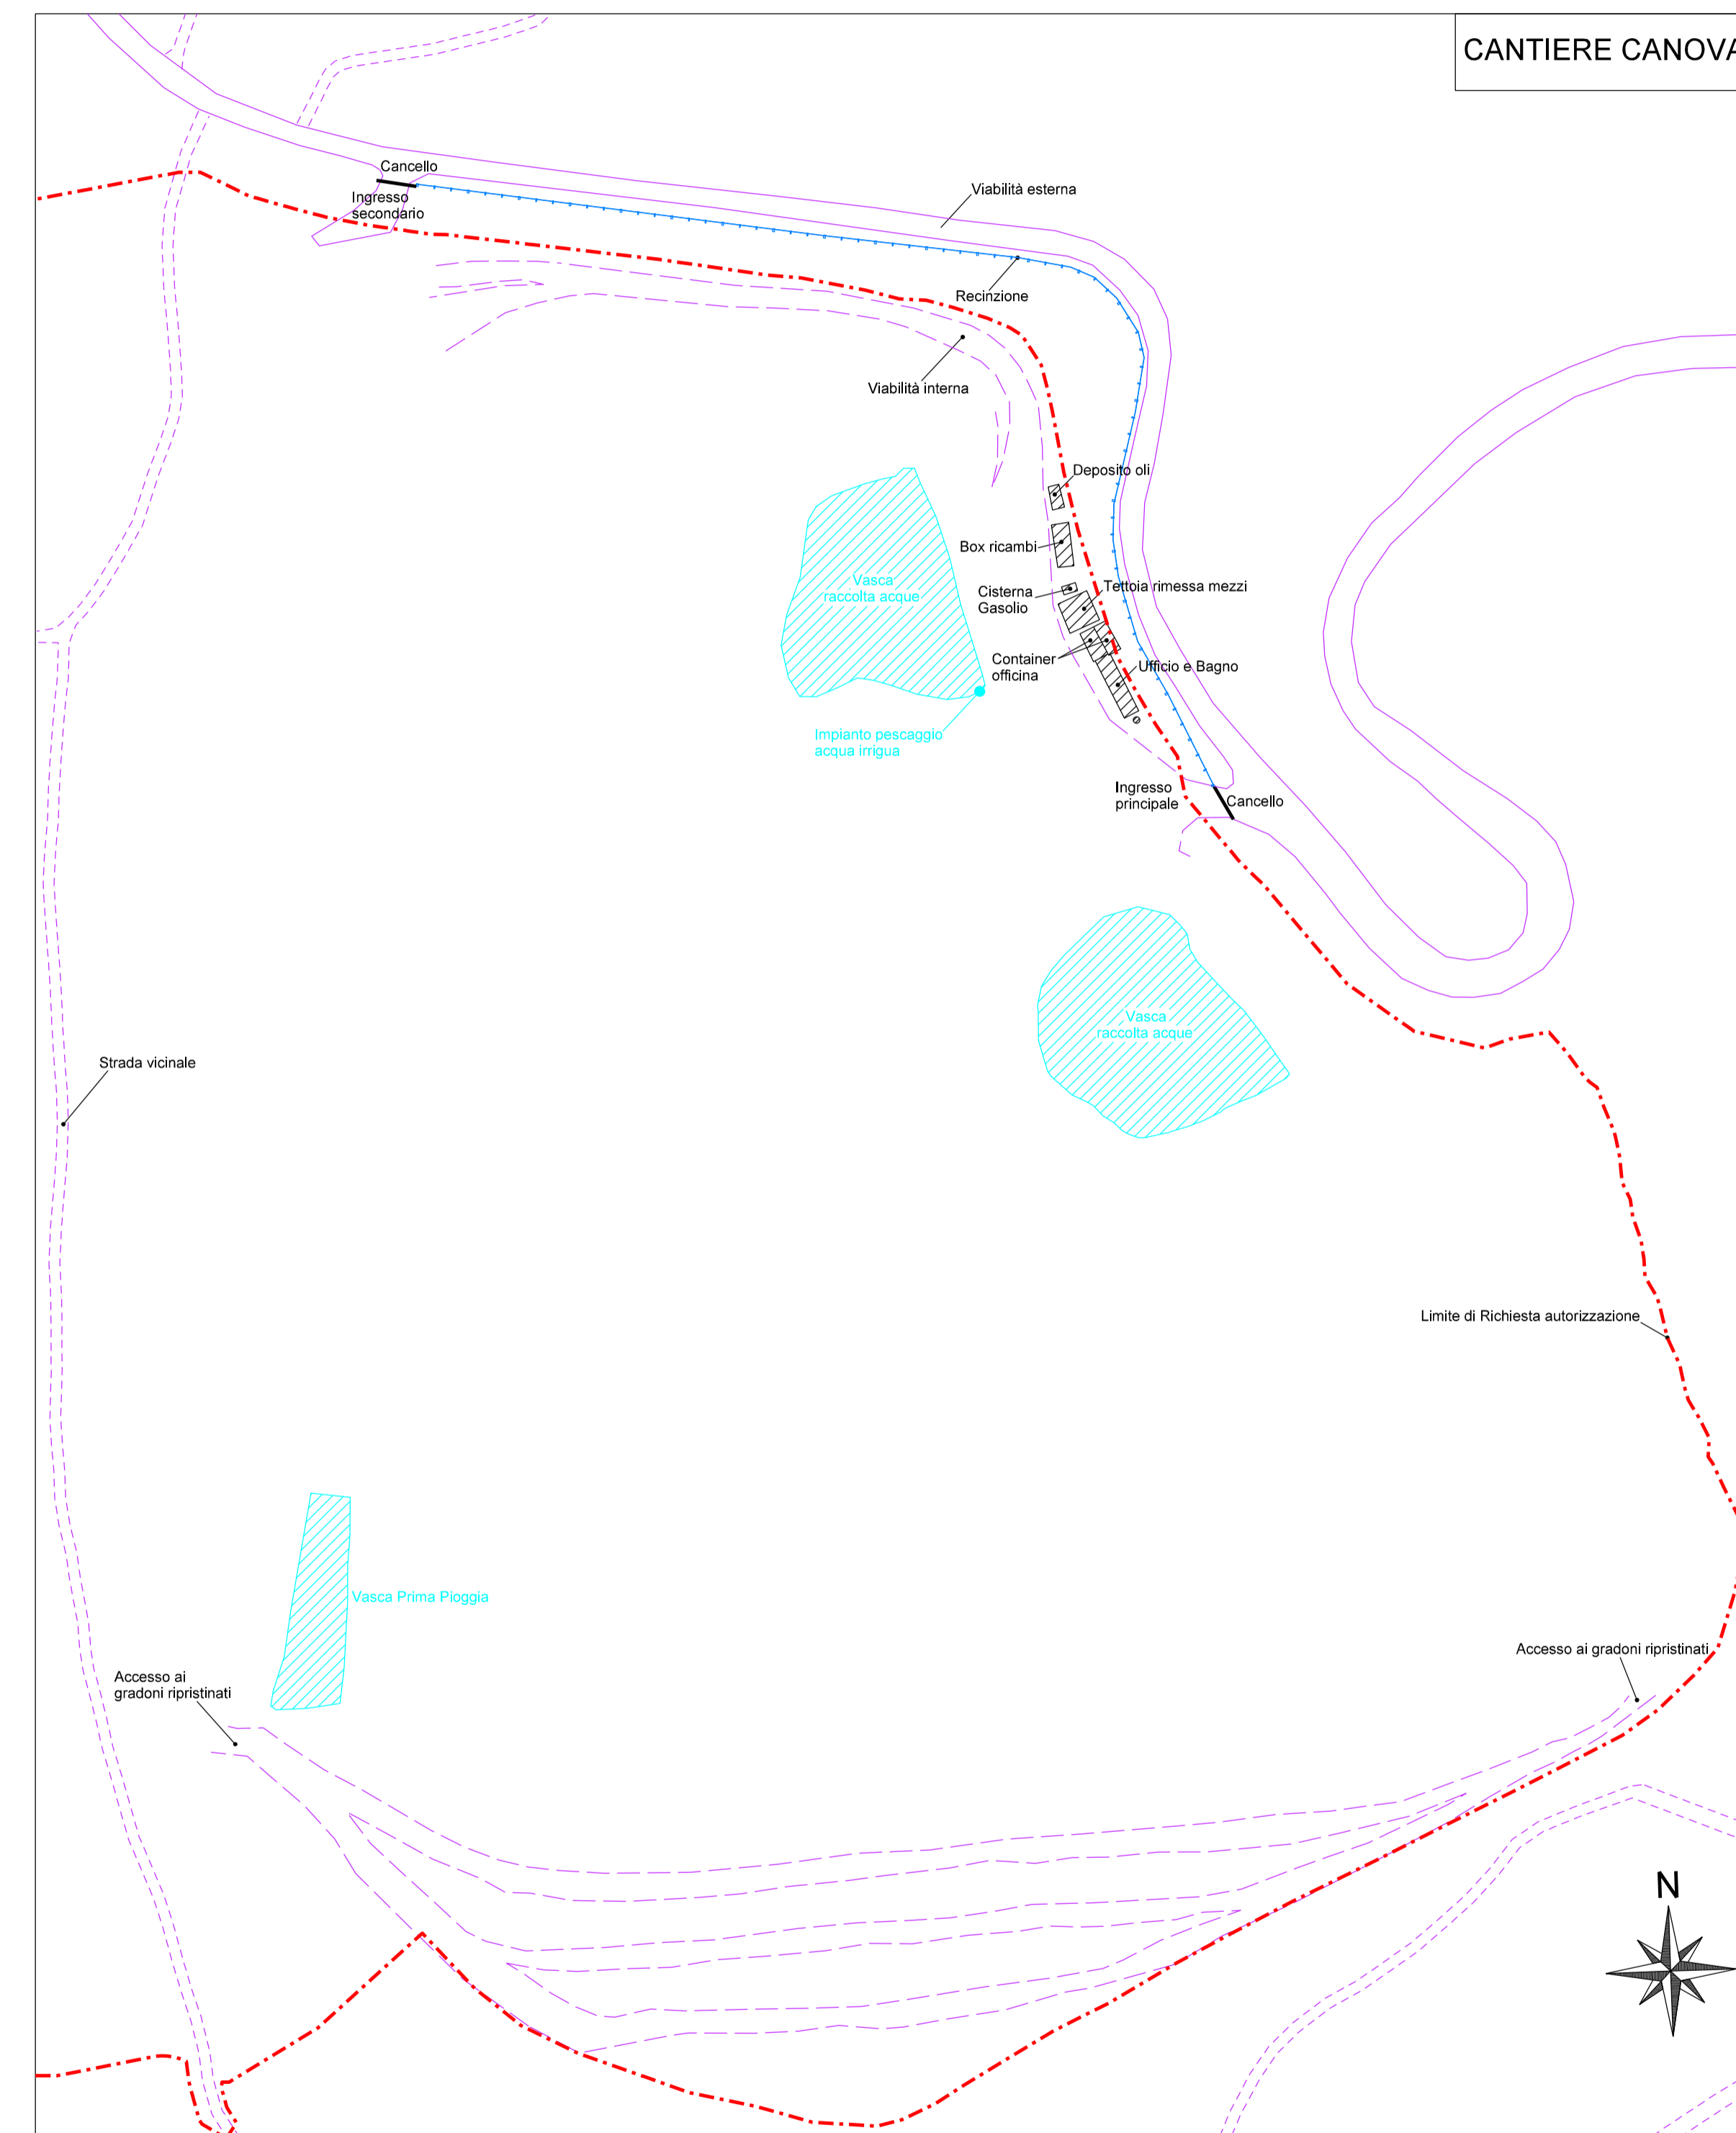 CANTIERE CANOVA
Cancello
Ingresso
secondario
Viabilità esterna
Recinzione
Viabilità interna
Deposito oli
Box ricambi
Vasca
raccolta acque
Cisterna
Gasolio
Tettoia rimessa mezzi
Container
officina
Ufficio e Bagno
Impianto pescaggio
acqua irrigua
Ingresso
principale
Cancello
Vasca
raccolta acque
Strada vicinale
Limite di Richiesta autorizzazione
Vasca Prima Pioggia
Accesso ai gradoni ripristinati
Accesso ai
gradoni ripristinati
N